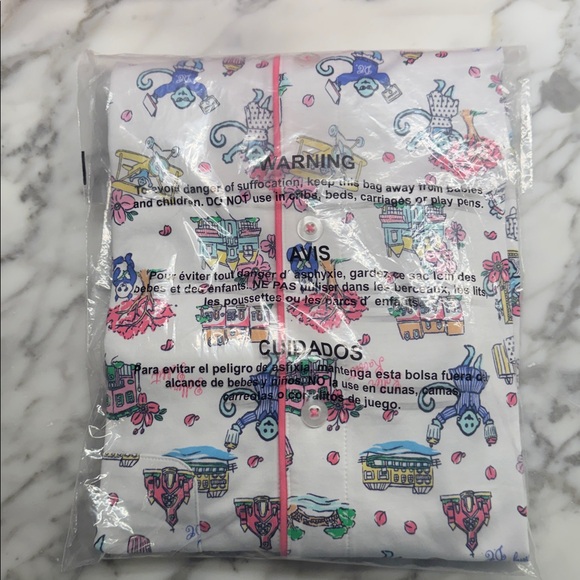 WARNING
To avoid danger of suffocation, keep this bag away from babies
and children. DO NOT use in cribs, beds, carriages or play pens.
AVIS
Pour éviter tout danger d' asphyxie, gardez ce sac loin des
bébés et des enfants. NE PAS utiliser dans les berceaux, les lits,
les poussettes ou les parcs d' enfants.
CUIDADOS
Para evitar el peligro de asfixia, mantenga esta bolsa fuera d
alcance de bebés y niños. NO la use en cunas, camas,
carreolas o corralitos de juego.